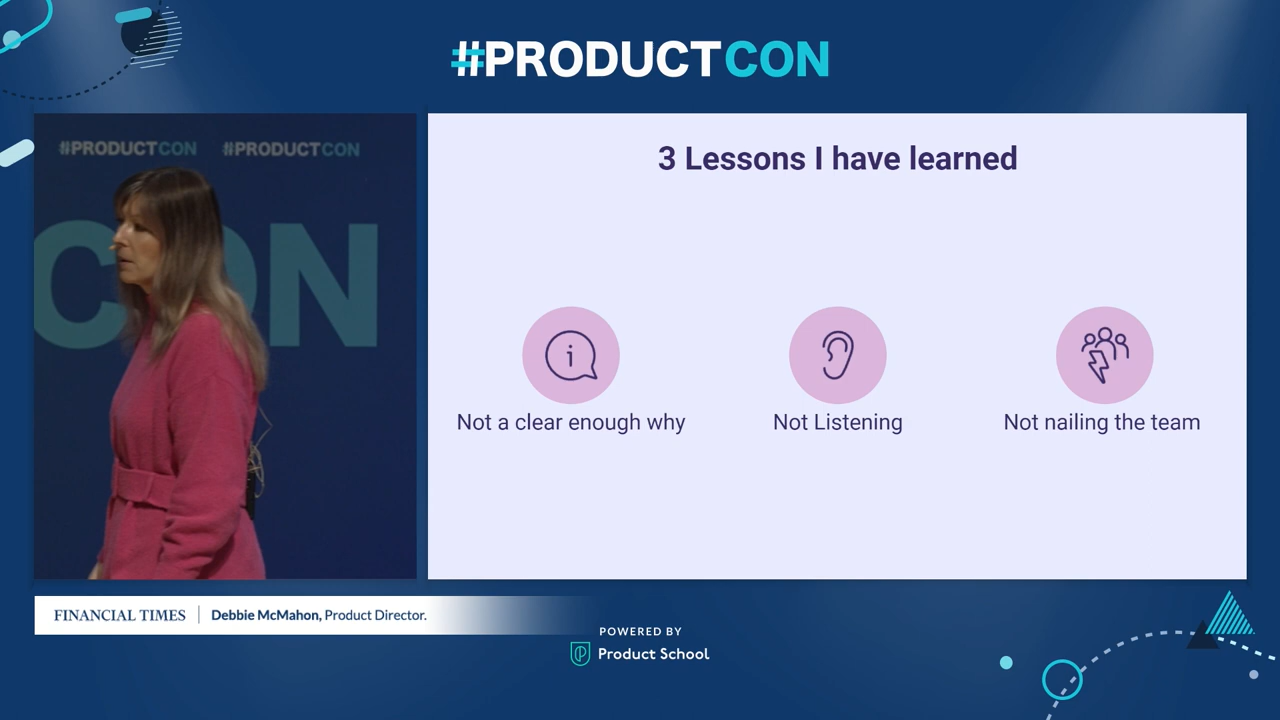 #PRODUCTCON
#PRODUCTCON #PRODUCTCON
CON
3 Lessons I have learned
Not a clear enough why
Not Listening
Not nailing the team
FINANCIAL TIMES | Debbie McMahon, Product Director.
POWERED BY
Product School